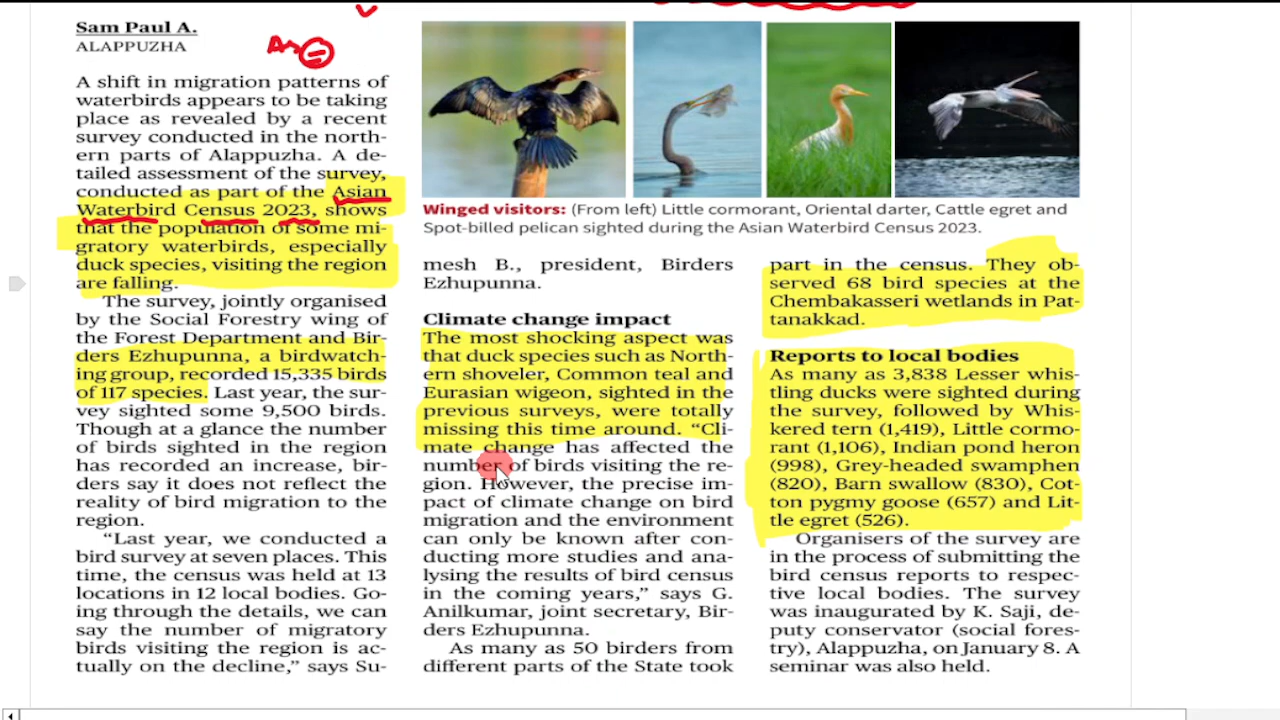 Sam Paul A.
ALAPPUZHA
A shift in migration patterns of
waterbirds appears to be taking
place as revealed by a recent
survey conducted in the north-
ern parts of Alappuzha. A de-
tailed assessment of the survey,
conducted as part of the Asian
Waterbird Census 2023, shows
that the population of some mi-
gratory waterbirds, especially
duck species, visiting the region
are falling.
The survey, jointly organised
by the Social Forestry wing of
the Forest Department and Bir-
ders Ezhupunna, a birdwatch-
ing group, recorded 15,335 birds
of 117 species. Last year, the sur-
vey sighted some 9,500 birds.
Though at a glance the number
of birds sighted in the region
has recorded an increase, bir-
ders say it does not reflect the
reality of bird migration to the
region.
“Last year, we conducted a
bird survey at seven places. This
time, the census was held at 13
locations in 12 local bodies. Go-
ing through the details, we can
say the number of migratory
birds visiting the region is ac-
tually on the decline,” says Su-
Winged visitors: (From left) Little cormorant, Oriental darter, Cattle egret and
Spot-billed pelican sighted during the Asian Waterbird Census 2023.
mesh B., president, Birders
Ezhupunna.
Climate change impact
The most shocking aspect was
that duck species such as North-
ern shoveler, Common teal and
Eurasian wigeon, sighted in the
previous surveys, were totally
missing this time around. “Cli-
mate change has affected the
number of birds visiting the re-
gion. However, the precise im-
pact of climate change on bird
migration and the environment
can only be known after con-
ducting more studies and ana-
lysing the results of bird census
in the coming years,” says G.
Anilkumar, joint secretary, Bir-
ders Ezhupunna.
As many as 50 birders from
different parts of the State took
part in the census. They ob-
served 68 bird species at the
Chembakasseri wetlands in Pat-
tanakkad.
Reports to local bodies
As many as 3,838 Lesser whis-
tling ducks were sighted during
the survey, followed by Whis-
kered tern (1,419), Little cormo-
rant (1,106), Indian pond heron
(998), Grey-headed swamphen
(820), Barn swallow (830), Cot-
ton pygmy goose (657) and Lit-
tle egret (526).
Organisers of the survey are
in the process of submitting the
bird census reports to respec-
tive local bodies. The survey
was inaugurated by K. Saji, de-
puty conservator (social fores-
try), Alappuzha, on January 8. A
seminar was also held.